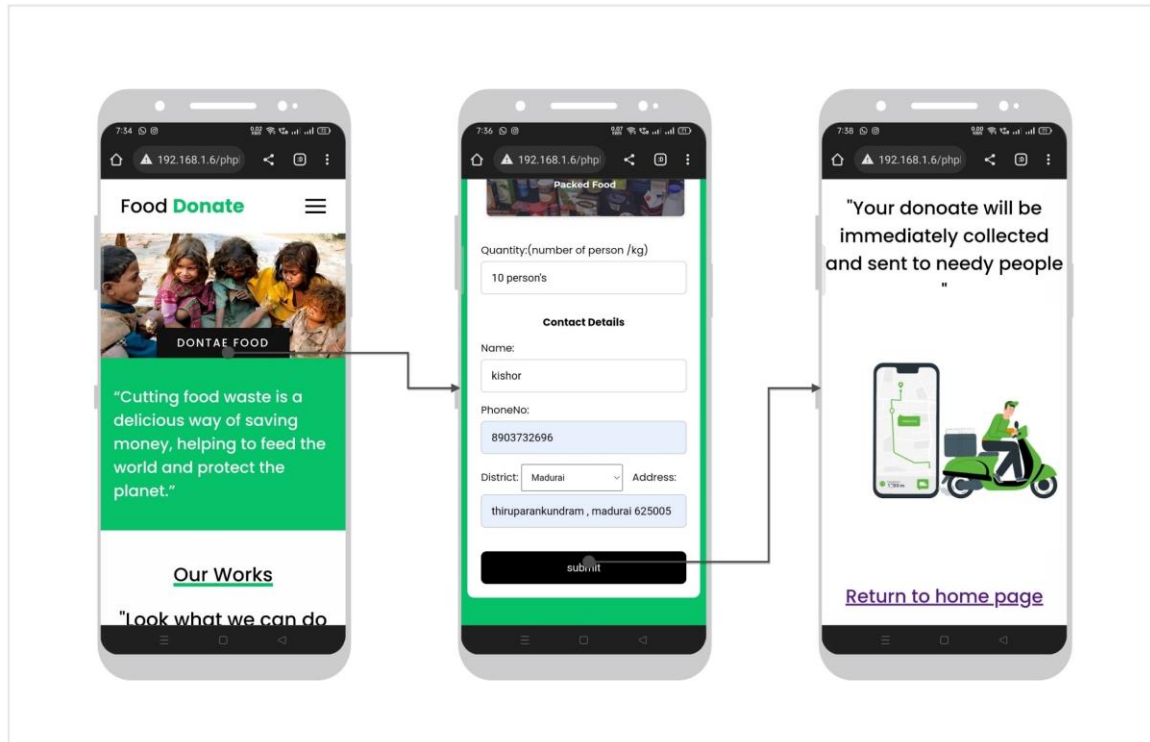 7:34
192.168.1.6/php
Food Donate
DONTAE FOOD
“Cutting food waste is a
delicious way of saving
money, helping to feed the
world and protect the
planet.”
Our Works
"Look what we can do
7:36
192.168.1.6/php
Packed Food
Quantity:(number of person /kg)
10 person's
Contact Details
Name:
kishor
PhoneNo:
8903732696
District: Madurai Address:
thiruparankundram , madurai 625005
submit
7:38
192.168.1.6/php
"Your donoate will be
immediately collected
and sent to needy people
"
Return to home page